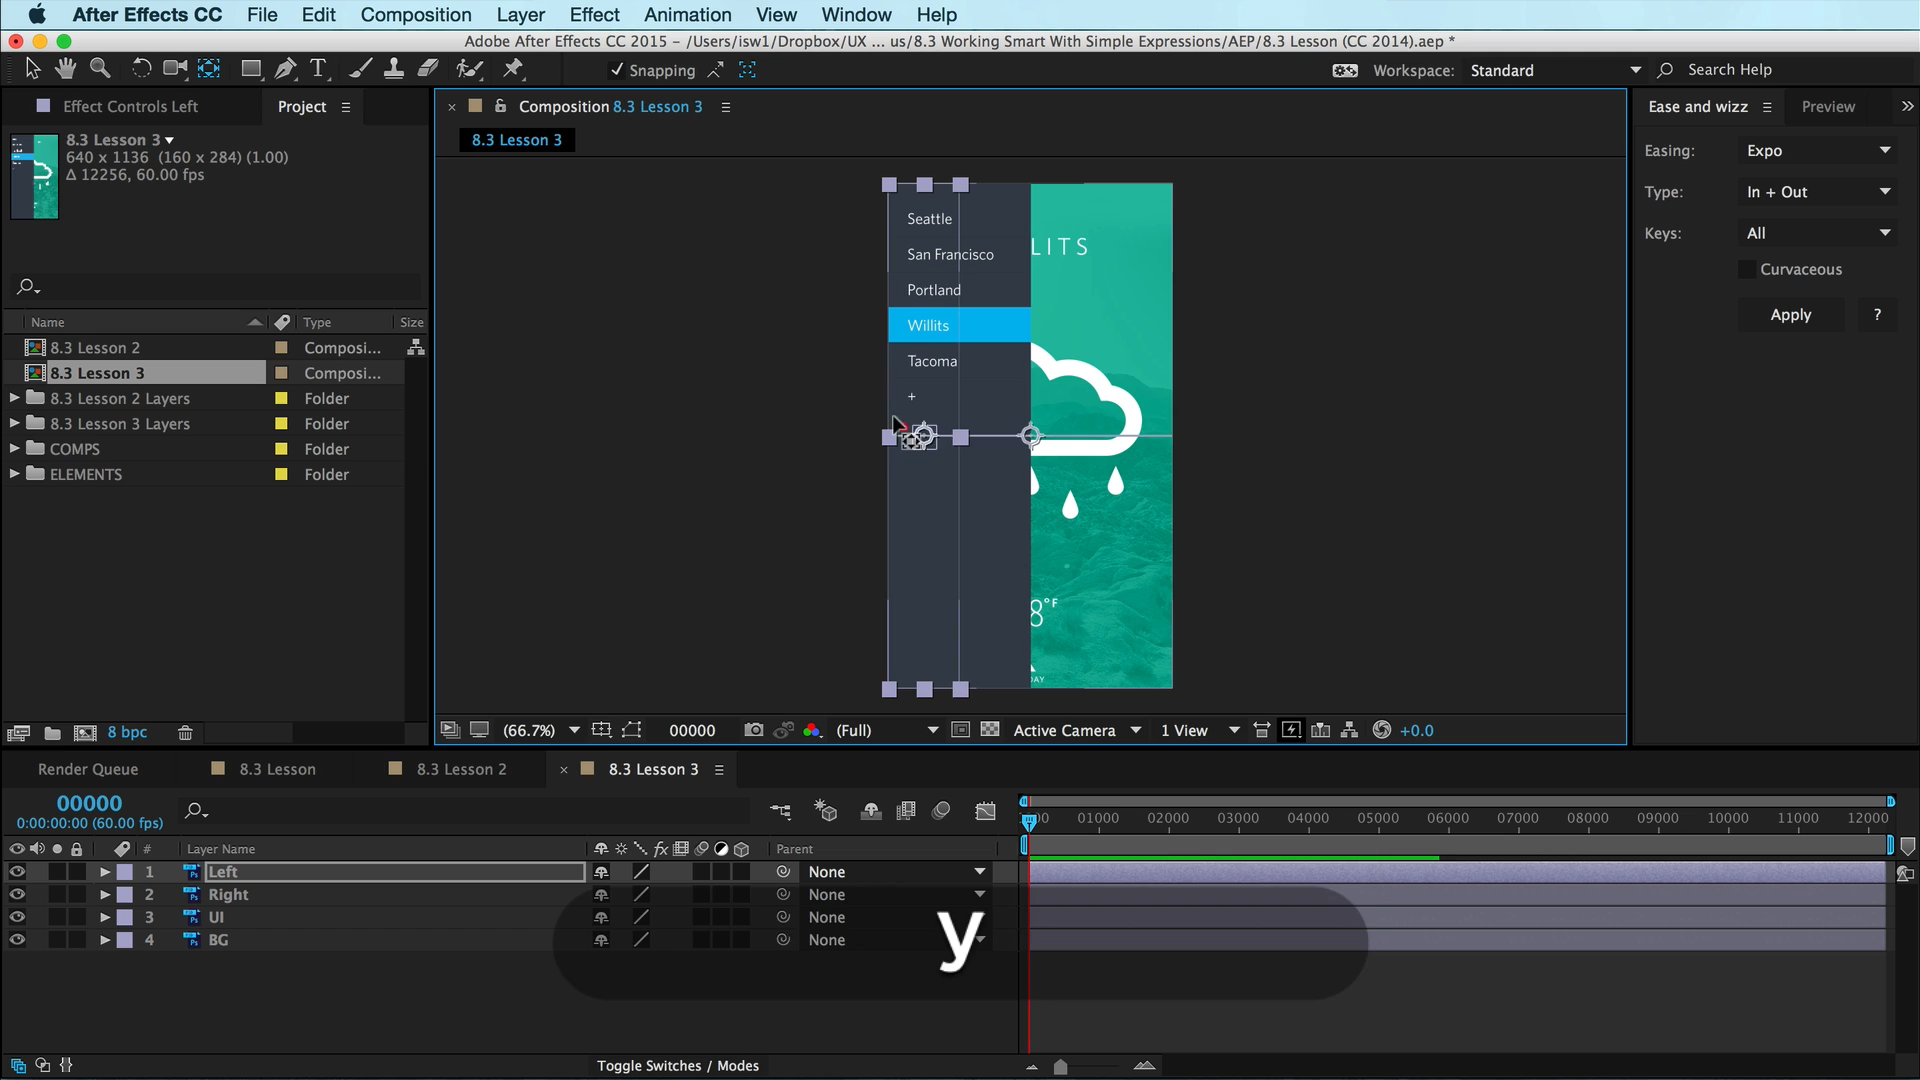 After Effects CC File Edit Composition Layer Effect Animation View Window Help
Adobe After Effects CC 2015 – /Users/isw1/Dropbox/UX ... us/8.3 Working Smart With Simple Expressions/AEP/8.3 Lesson (CC 2014).aep *
T Snapping Workspace: Standard Search Help
Effect Controls Left Project
8.3 Lesson 3
640 x 1136 (160 x 284) (1.00)
Δ 12256, 60.00 fps
Name Type Size
8.3 Lesson 2 Composi...
8.3 Lesson 3 Composi...
8.3 Lesson 2 Layers Folder
8.3 Lesson 3 Layers Folder
COMPS Folder
ELEMENTS Folder
8 bpc
Composition 8.3 Lesson 3
8.3 Lesson 3
Seattle
San Francisco
Portland
Willits
Tacoma
+
LITS
8°F
DAY
(66.7%) 00000 (Full) Active Camera 1 View +0.0
Ease and wizz Preview
Easing: Expo
Type: In + Out
Keys: All
Curvaceous
Apply ?
Render Queue 8.3 Lesson 8.3 Lesson 2 8.3 Lesson 3
00000
0:00:00:00 (60.00 fps)
01000 02000 03000 04000 05000 06000 07000 08000 09000 10000 11000 12000
# Layer Name fx Parent
1 Ps Left None
2 Ps Right None
3 Ps UI None
4 Ps BG None
y
Toggle Switches / Modes